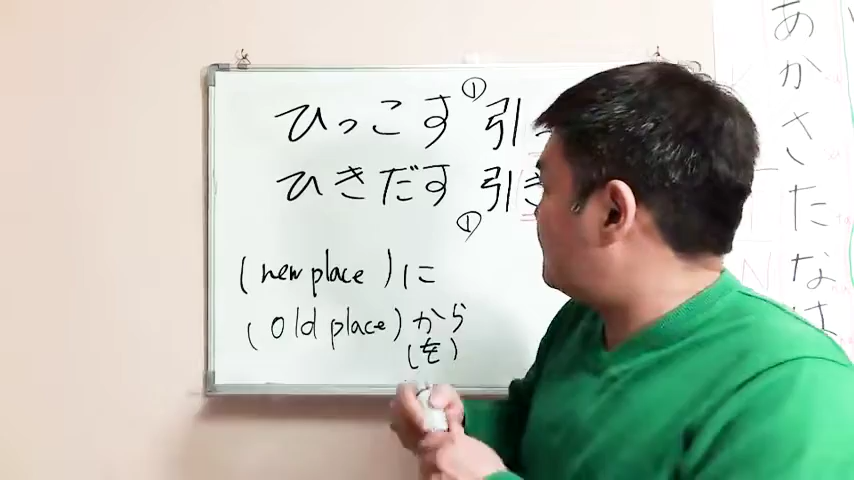 ひっこす① 引っ
ひきだす 引き
①
(new place)に
(old place)から
(を)
あ
か
さ
た
な
は